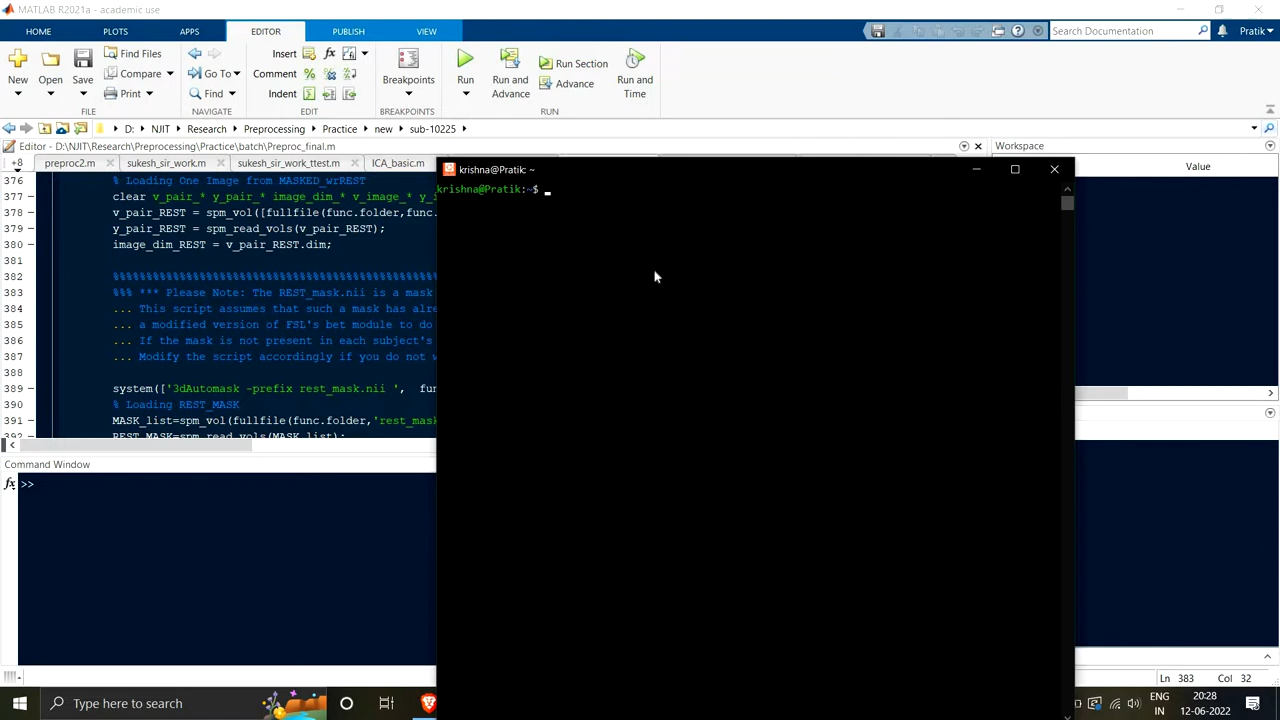 MATLAB R2021a - academic use
HOME PLOTS APPS EDITOR PUBLISH VIEW
Search Documentation
Pratik
New Open Save
Find Files
Compare
Print
FILE
Go To
Find
NAVIGATE
Insert
Comment
Indent
EDIT
Breakpoints
BREAKPOINTS
Run
Run and Advance
Run Section
Advance
Run and Time
RUN
D: NJIT Research Preprocessing Practice new sub-10225
Editor - D:\NJIT\Research\Preprocessing\Practice\batch\Preproc_final.m
Workspace
+8 preproc2.m sukesh_sir_work.m sukesh_sir_work_ttest.m ICA_basic.m
Value
376 % Loading One Image from MASKED_wrREST
377 clear v_pair_* y_pair_* image_dim_* v_image_* y_i
378 v_pair_REST = spm_vol([fullfile(func.folder,func.
379 y_pair_REST = spm_read_vols(v_pair_REST);
380 image_dim_REST = v_pair_REST.dim;
381
382 %%%%%%%%%%%%%%%%%%%%%%%%%%%%%%%%%%%%%%%%%%%%%%%%
383 %%% *** Please Note: The REST_mask.nii is a mask
384 ... This script assumes that such a mask has alre
385 ... a modified version of FSL's bet module to do
386 ... If the mask is not present in each subject's
387 ... Modify the script accordingly if you do not w
388
389 system(['3dAutomask -prefix rest_mask.nii ', fun
390 % Loading REST_MASK
391 MASK_list=spm_vol(fullfile(func.folder,'rest_mask
392 REST_MASK=spm_read_vols(MASK_list);
krishna@Pratik: ~
krishna@Pratik:~$
Command Window
fx >>
Ln 383 Col 32
Type here to search
ENG
IN
20:28
12-06-2022